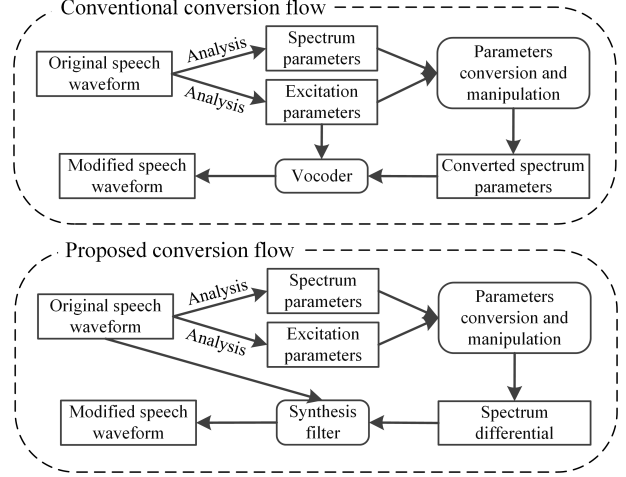 Conventional conversion flow
Original speech
waveform
Analysis
Analysis
Spectrum
parameters
Excitation
parameters
Parameters
conversion and
manipulation
Modified speech
waveform
Vocoder
Converted spectrum
parameters
Proposed conversion flow
Original speech
waveform
Analysis
Analysis
Spectrum
parameters
Excitation
parameters
Parameters
conversion and
manipulation
Modified speech
waveform
Synthesis
filter
Spectrum
differential